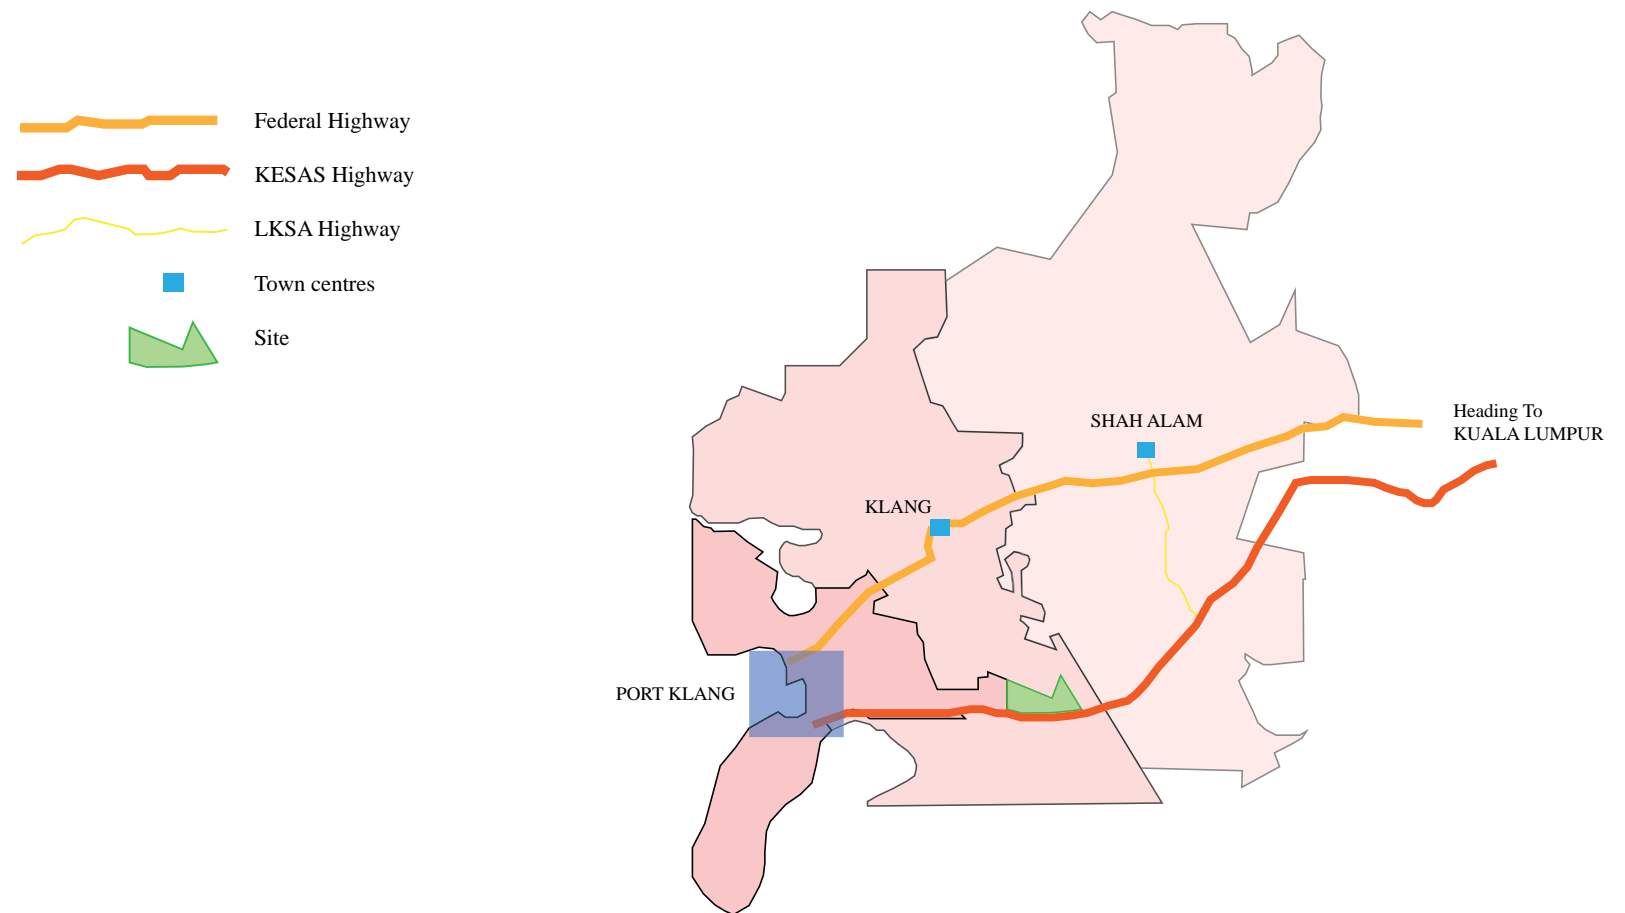 Federal Highway
KESAS Highway
LKSA Highway
Town centres
Site
SHAH ALAM
Heading To
KUALA LUMPUR
KLANG
PORT KLANG